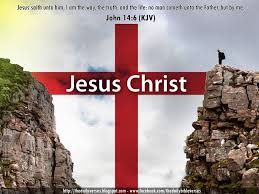 Jesus saith unto him, I am the way, the truth, and the life: no man cometh unto the Father, but by me.
John 14:6 (KJV)
Jesus Christ
http://thedailyverses.blogspot.com - www.facebook.com/thedailybibleverses